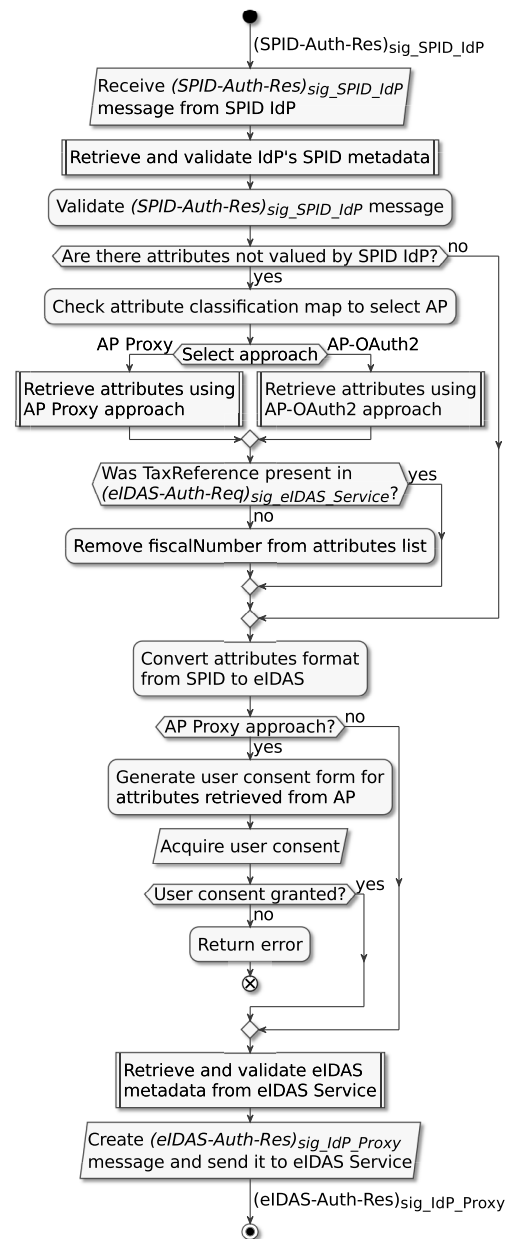 (SPID-Auth-Res)sig_SPID_IdP
Receive (SPID-Auth-Res)sig_SPID_IdP
message from SPID IdP
Retrieve and validate IdP's SPID metadata
Validate (SPID-Auth-Res)sig_SPID_IdP message
Are there attributes not valued by SPID IdP?
no
yes
Check attribute classification map to select AP
AP Proxy
Select approach
AP-OAuth2
Retrieve attributes using
AP Proxy approach
Retrieve attributes using
AP-OAuth2 approach
Was TaxReference present in
(eIDAS-Auth-Req)sig_eIDAS_Service?
yes
no
Remove fiscalNumber from attributes list
Convert attributes format
from SPID to eIDAS
AP Proxy approach?
no
yes
Generate user consent form for
attributes retrieved from AP
Acquire user consent
User consent granted?
yes
no
Return error
Retrieve and validate eIDAS
metadata from eIDAS Service
Create (eIDAS-Auth-Res)sig_IdP_Proxy
message and send it to eIDAS Service
(eIDAS-Auth-Res)sig_IdP_Proxy